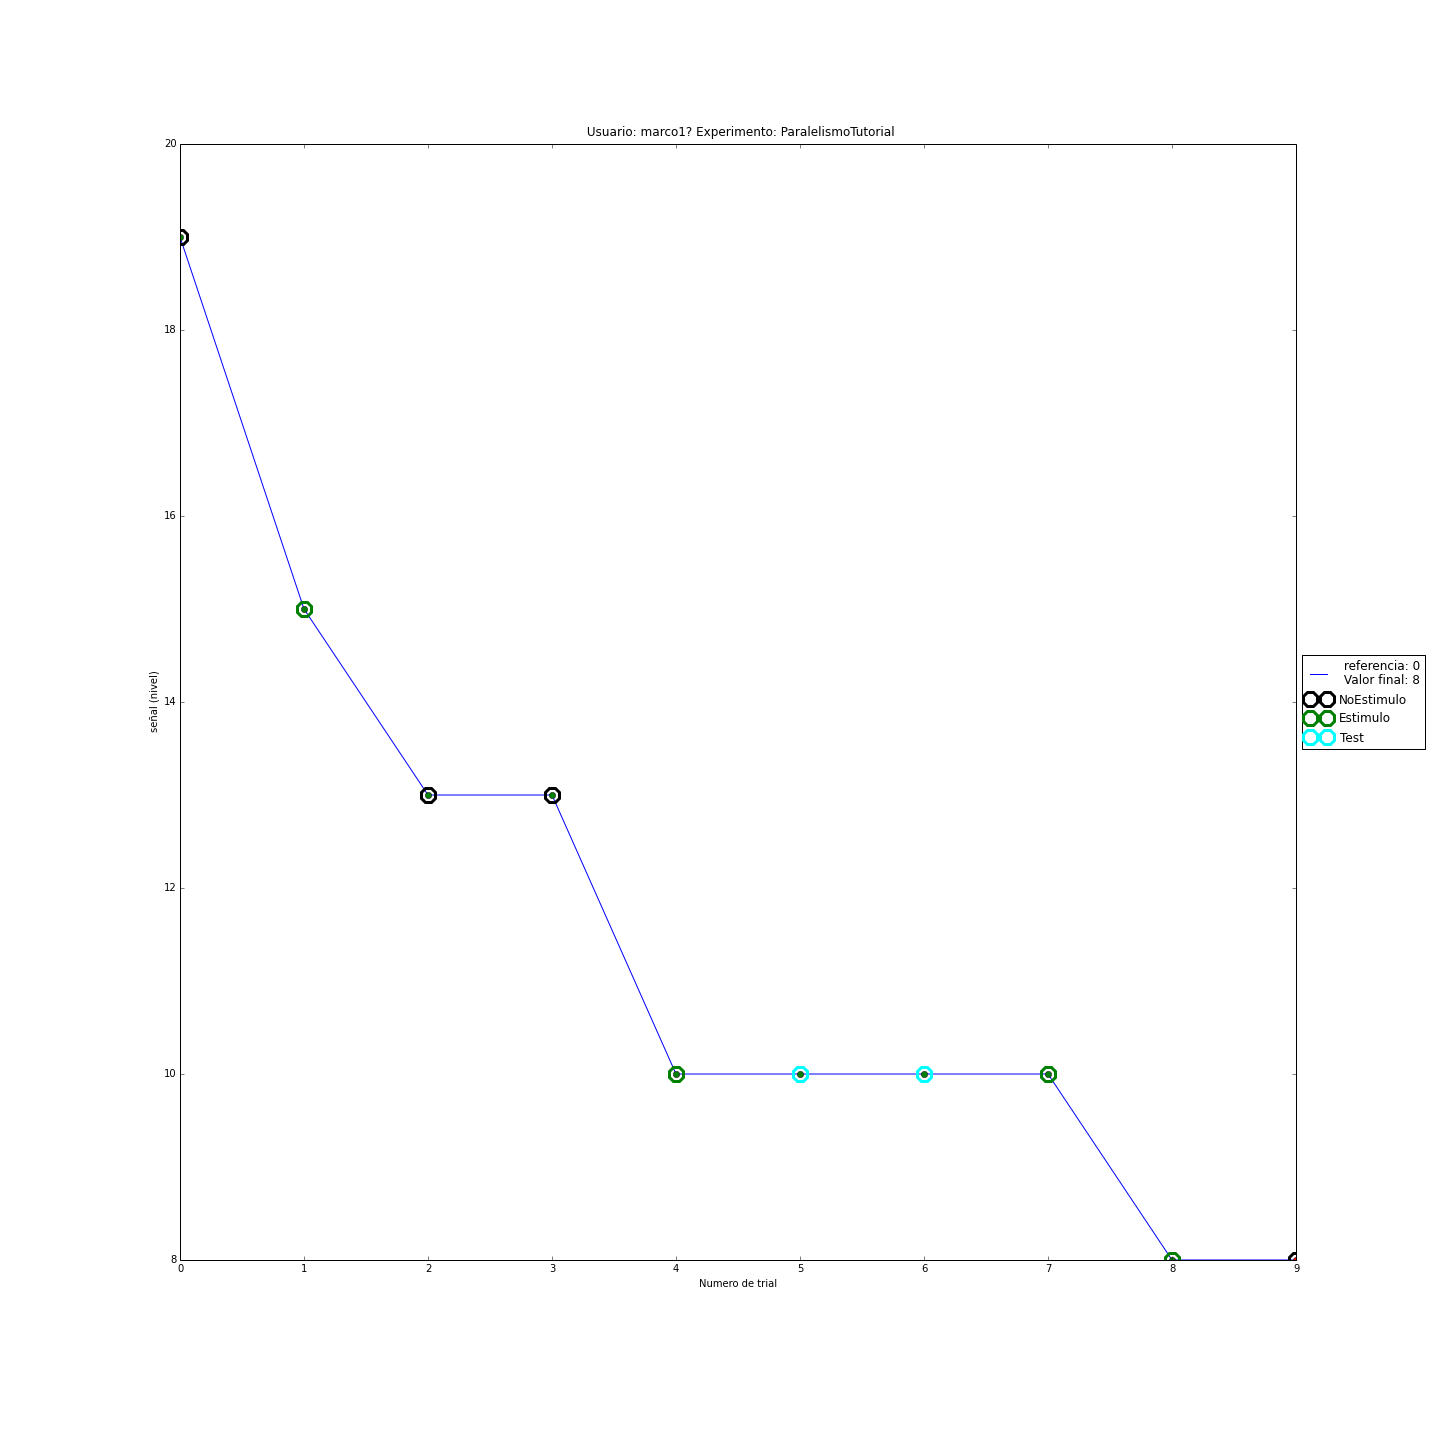 Usuario: marco1? Experimento: ParalelismoTutorial
20
18
16
14
12
10
8
señal (nivel)
0 1 2 3 4 5 6 7 8 9
Numero de trial
referencia: 0
Valor final: 8
NoEstimulo
Estimulo
Test